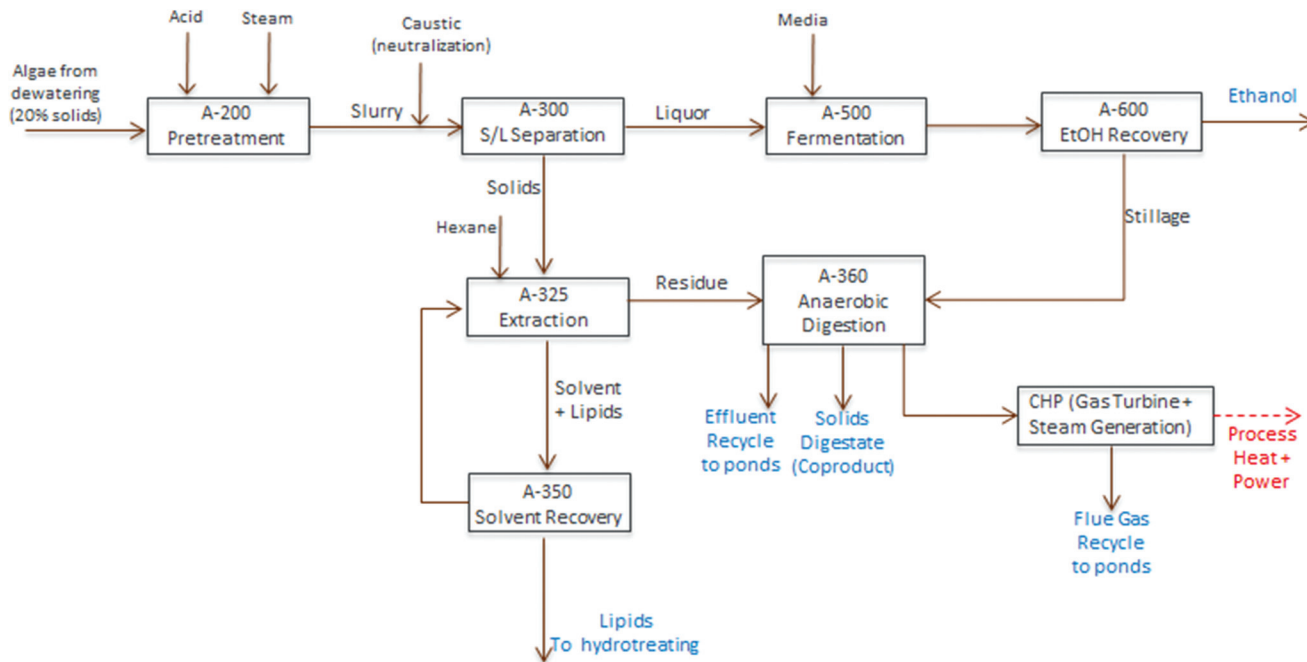 Acid
Steam
Caustic
(neutralization)
Media
Algae from
dewatering
(20% solids)
A-200
Pretreatment
Slurry
A-300
S/L Separation
Liquor
A-500
Fermentation
A-600
EtOH Recovery
Ethanol
Solids
Hexane
Stillage
A-325
Extraction
Residue
A-360
Anaerobic
Digestion
Solvent
+ Lipids
Effluent
Recycle
to ponds
Solids
Digestate
(Coproduct)
CHP (Gas Turbine +
Steam Generation)
Process
Heat +
Power
A-350
Solvent Recovery
Flue Gas
Recycle
to ponds
Lipids
To hydrotreating